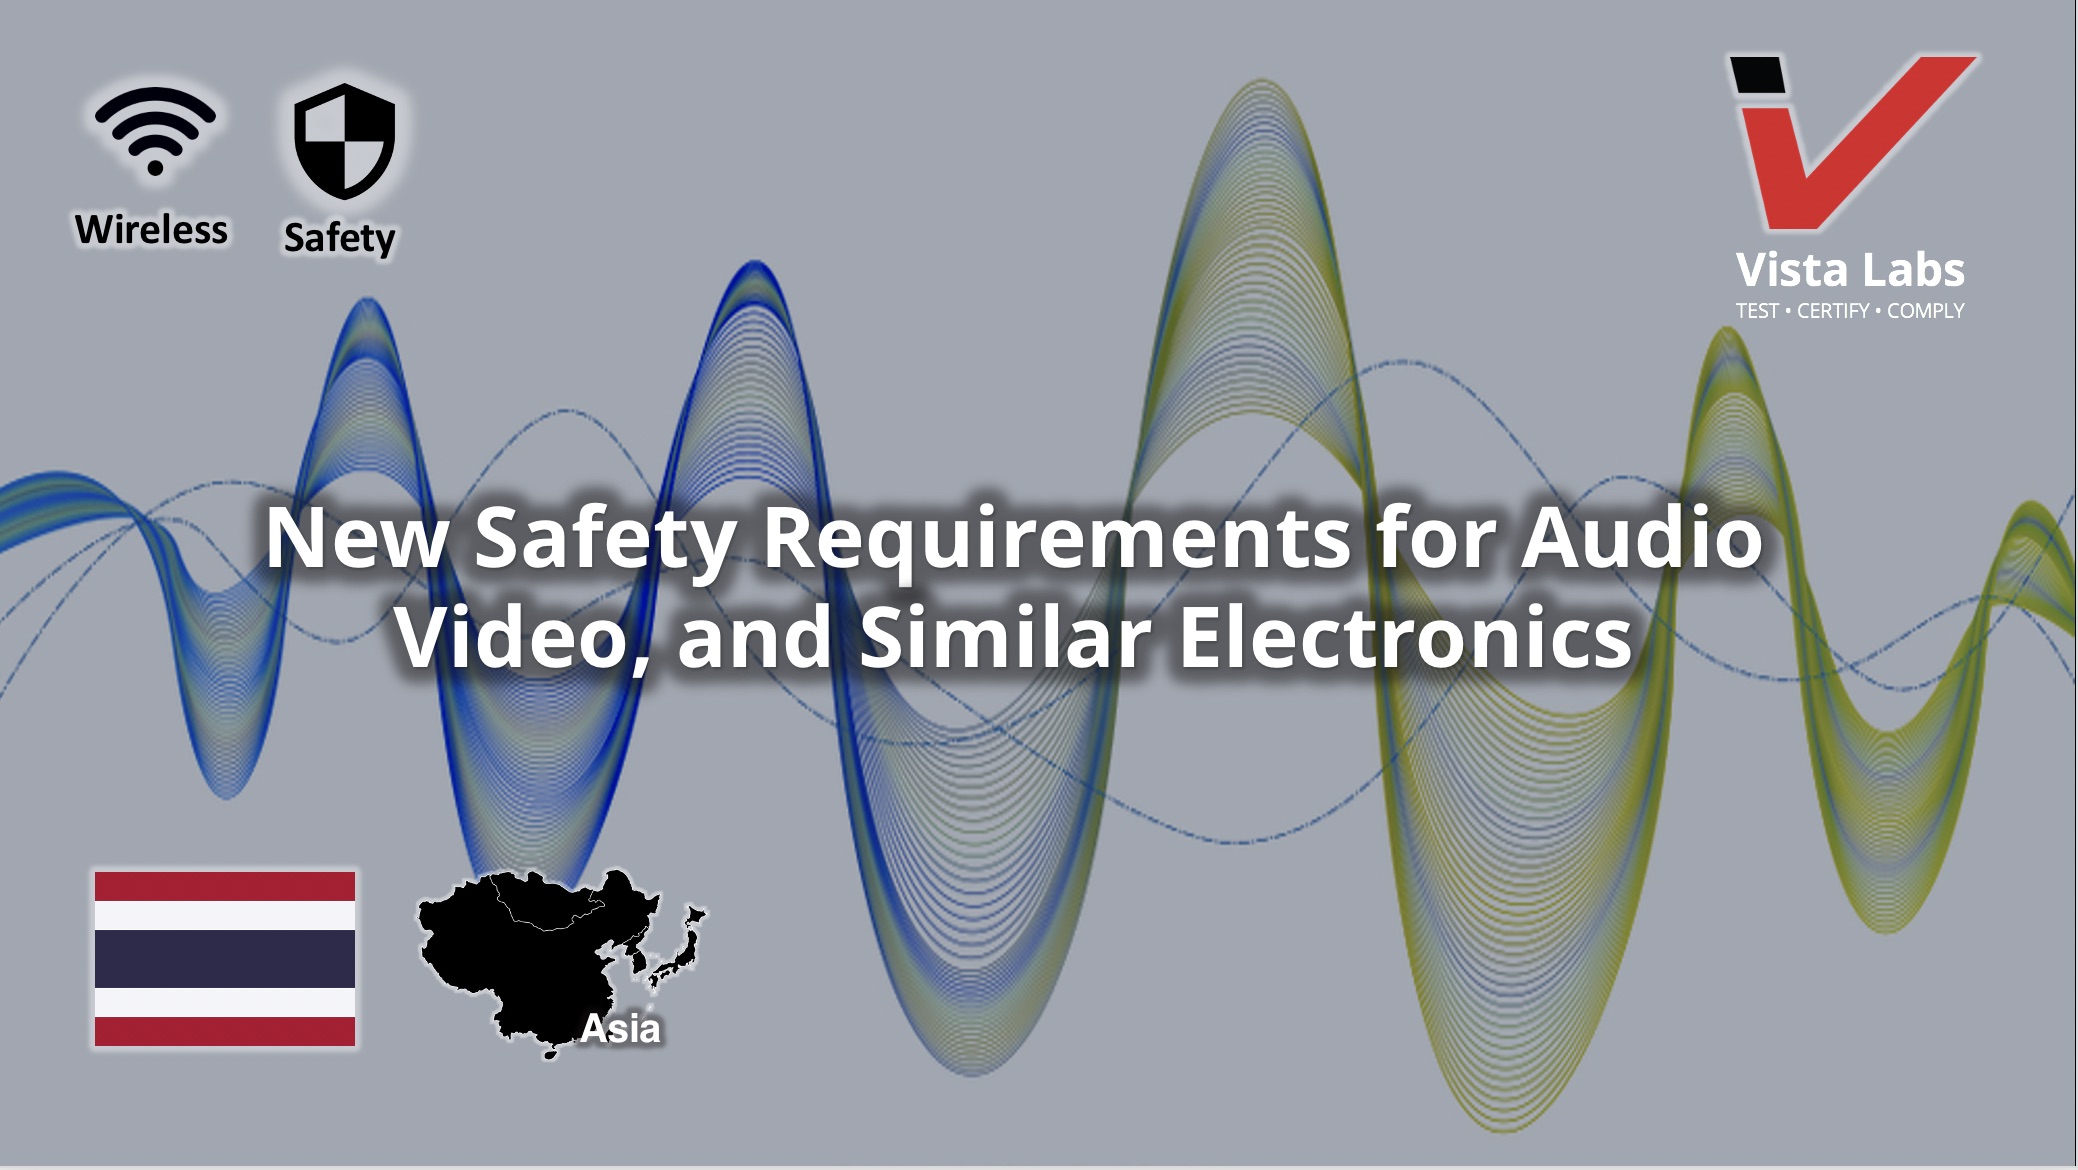 Wireless
Safety
Vista Labs
TEST • CERTIFY • COMPLY
New Safety Requirements for Audio
Video, and Similar Electronics
Asia